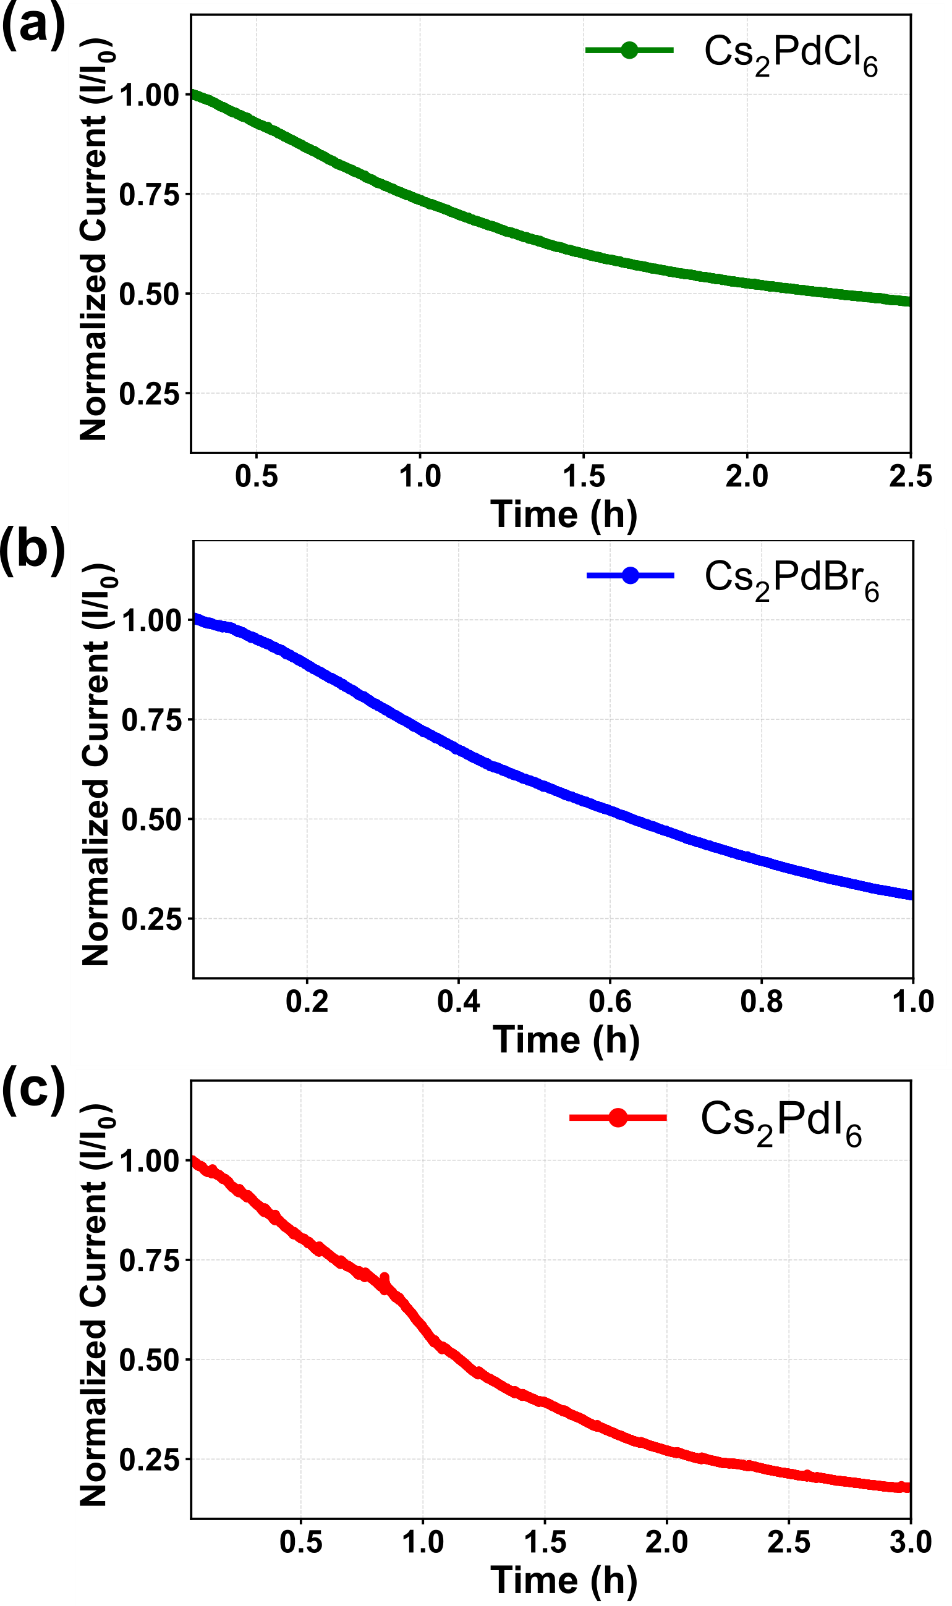 (a)
Cs₂PdCl₆
Normalized Current (I/I₀)
1.00
0.75
0.50
0.25
0.5 1.0 1.5 2.0 2.5
Time (h)
(b)
Cs₂PdBr₆
Normalized Current (I/I₀)
1.00
0.75
0.50
0.25
0.2 0.4 0.6 0.8 1.0
Time (h)
(c)
Cs₂PdI₆
Normalized Current (I/I₀)
1.00
0.75
0.50
0.25
0.5 1.0 1.5 2.0 2.5 3.0
Time (h)